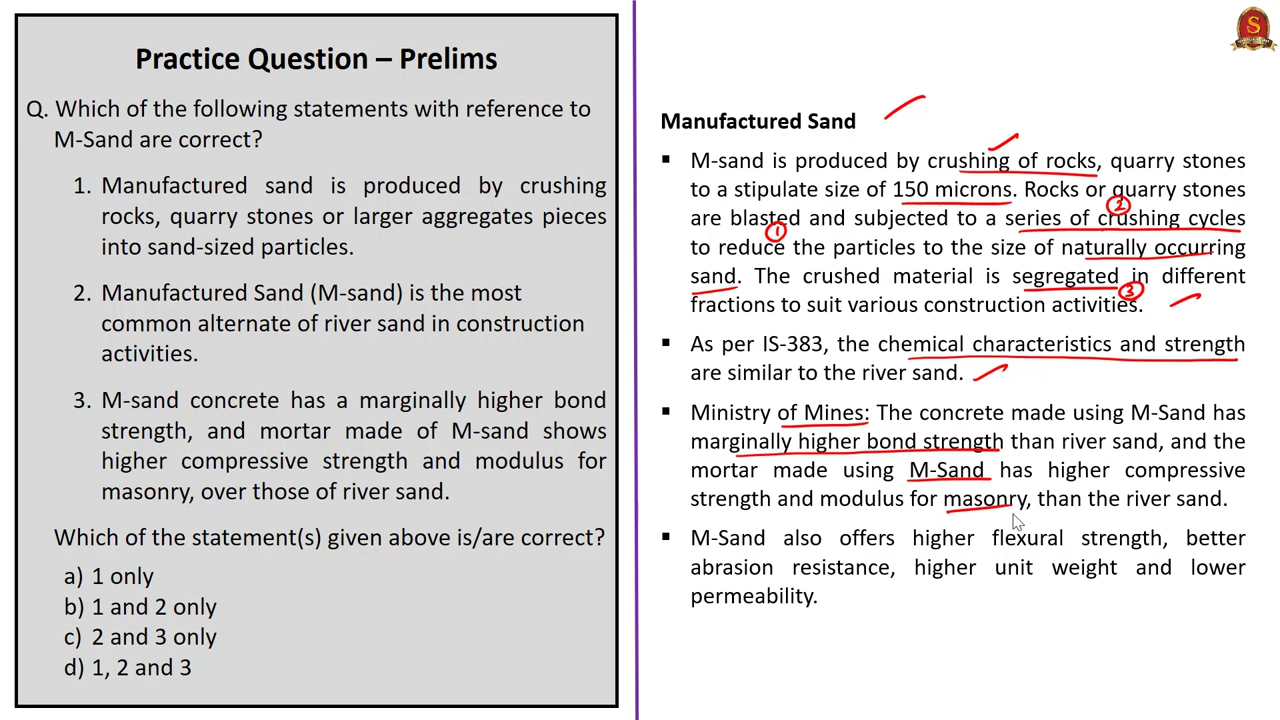 Practice Question – Prelims
Q. Which of the following statements with reference to
M-Sand are correct?
1. Manufactured sand is produced by crushing
rocks, quarry stones or larger aggregates pieces
into sand-sized particles.
2. Manufactured Sand (M-sand) is the most
common alternate of river sand in construction
activities.
3. M-sand concrete has a marginally higher bond
strength, and mortar made of M-sand shows
higher compressive strength and modulus for
masonry, over those of river sand.
Which of the statement(s) given above is/are correct?
a) 1 only
b) 1 and 2 only
c) 2 and 3 only
d) 1, 2 and 3
S
Manufactured Sand
▪ M-sand is produced by crushing of rocks, quarry stones
to a stipulate size of 150 microns. Rocks or quarry stones
2
are blasted and subjected to a series of crushing cycles
1
to reduce the particles to the size of naturally occurring
sand. The crushed material is segregated in different
3
fractions to suit various construction activities.
▪ As per IS-383, the chemical characteristics and strength
are similar to the river sand.
▪ Ministry of Mines: The concrete made using M-Sand has
marginally higher bond strength than river sand, and the
mortar made using M-Sand has higher compressive
strength and modulus for masonry, than the river sand.
▪ M-Sand also offers higher flexural strength, better
abrasion resistance, higher unit weight and lower
permeability.